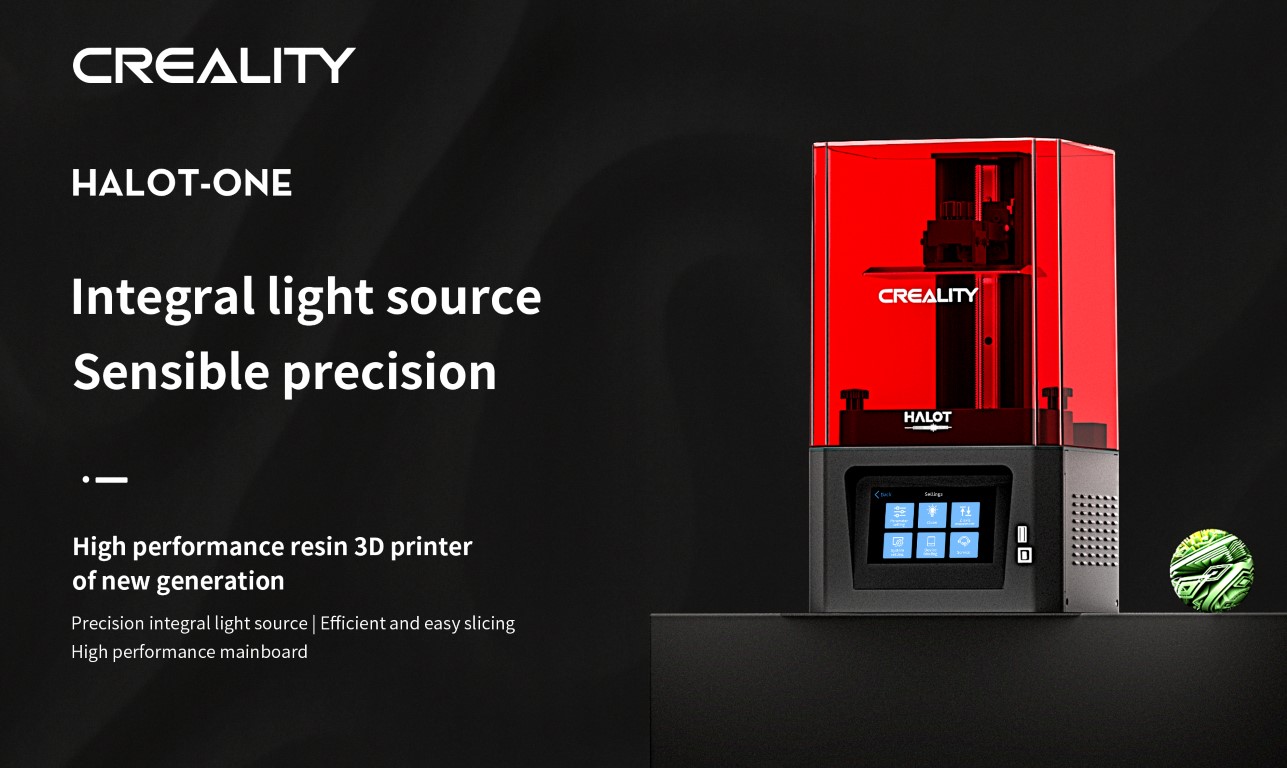 CREALITY
HALOT-ONE
Integral light source
Sensible precision
High performance resin 3D printer
of new generation
Precision integral light source | Efficient and easy slicing
High performance mainboard
CREALITY
HALOT
Back
Settings